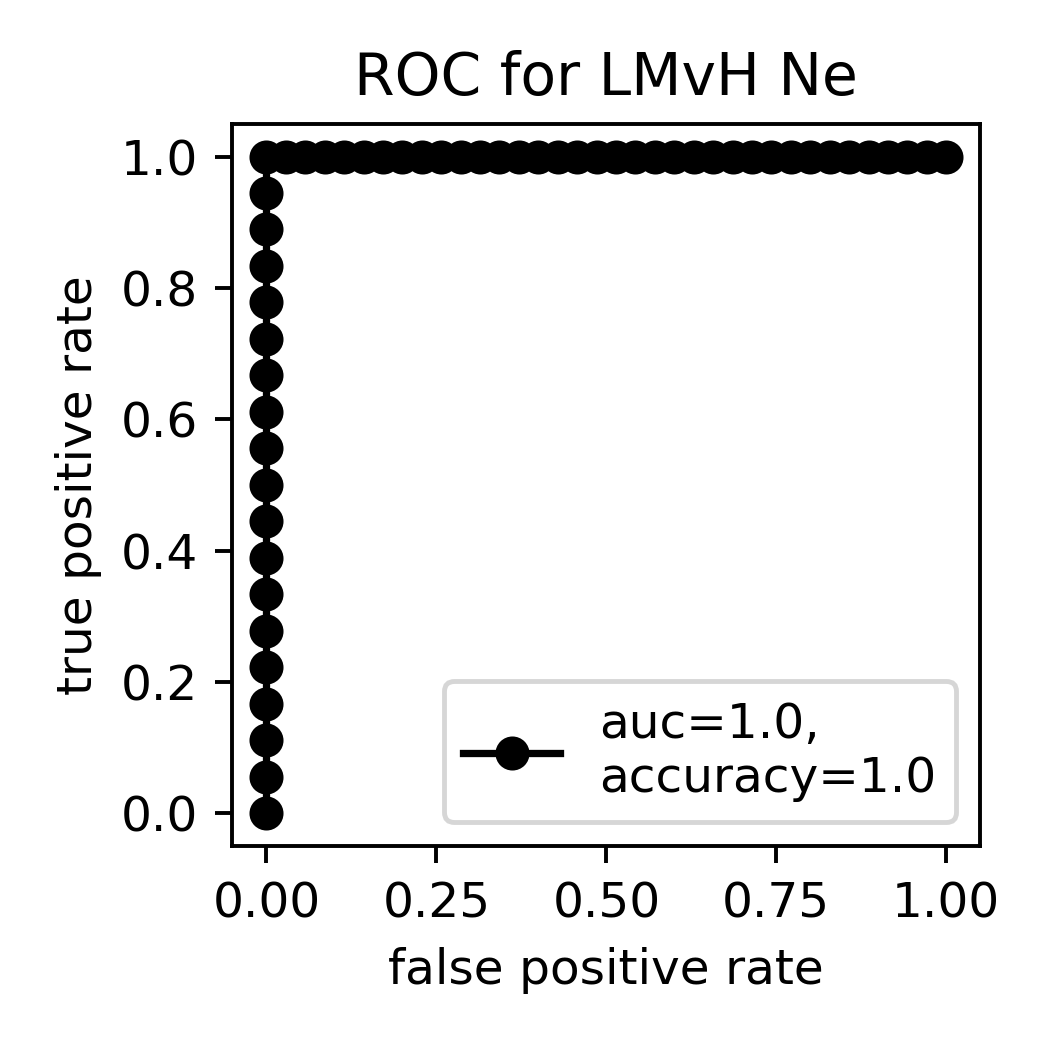 ROC for LMvH Ne
true positive rate
1.0
0.8
0.6
0.4
0.2
0.0
auc=1.0,
accuracy=1.0
0.00 0.25 0.50 0.75 1.00
false positive rate